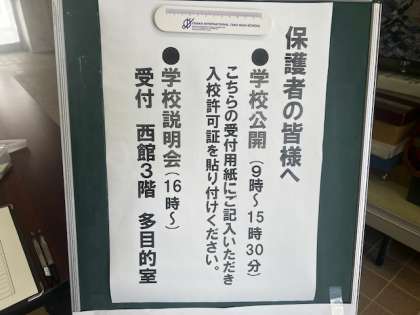 保護者の皆様へ
●学校公開（9時～15時30分）
こちらの受付用紙にご記入いただき
入校許可証を貼り付けください。
●学校説明会（16時～）
受付　西館3階　多目的室